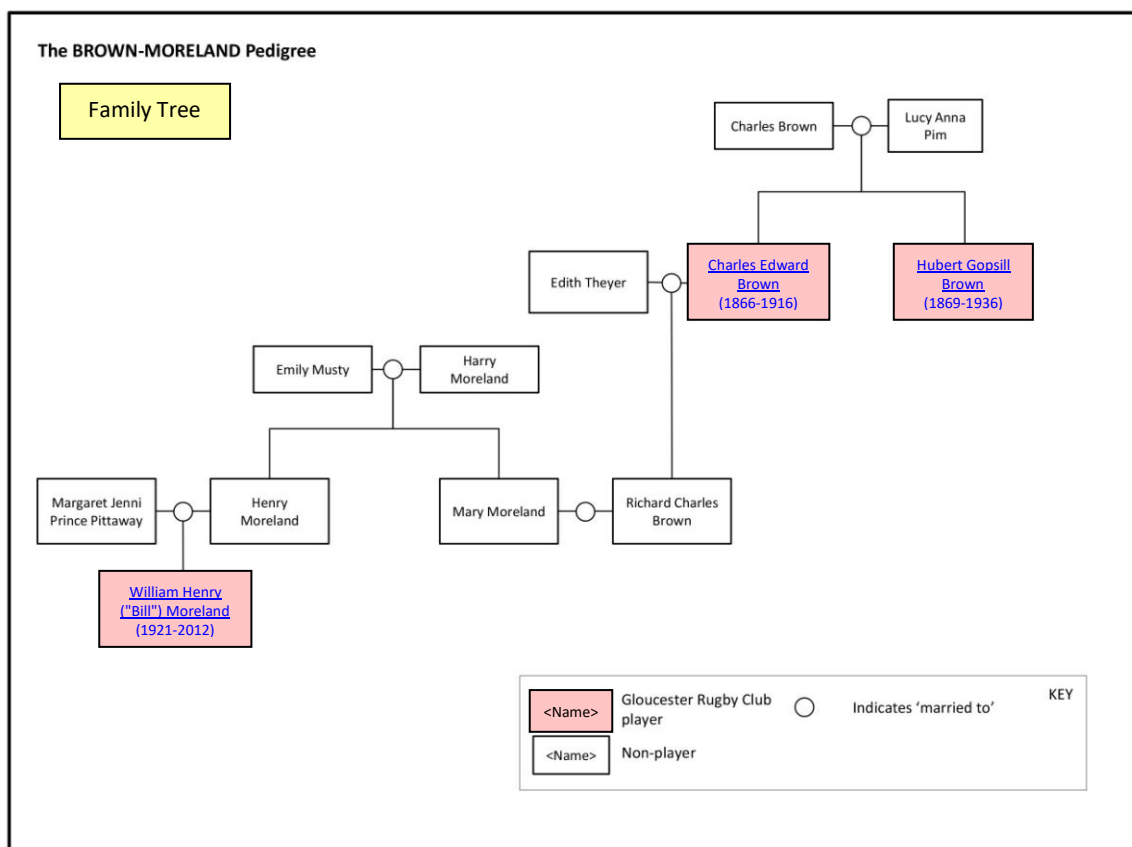 The BROWN-MORELAND Pedigree
Family Tree
Charles Brown
Lucy Anna
Pim
Edith Theyer
Charles Edward
Brown
(1866-1916)
Hubert Gopsill
Brown
(1869-1936)
Emily Musty
Harry
Moreland
Margaret Jenni
Prince Pittaway
Henry
Moreland
Mary Moreland
Richard Charles
Brown
William Henry
("Bill") Moreland
(1921-2012)
KEY
<Name>
Gloucester Rugby Club
player
Indicates ‘married to’
<Name>
Non-player